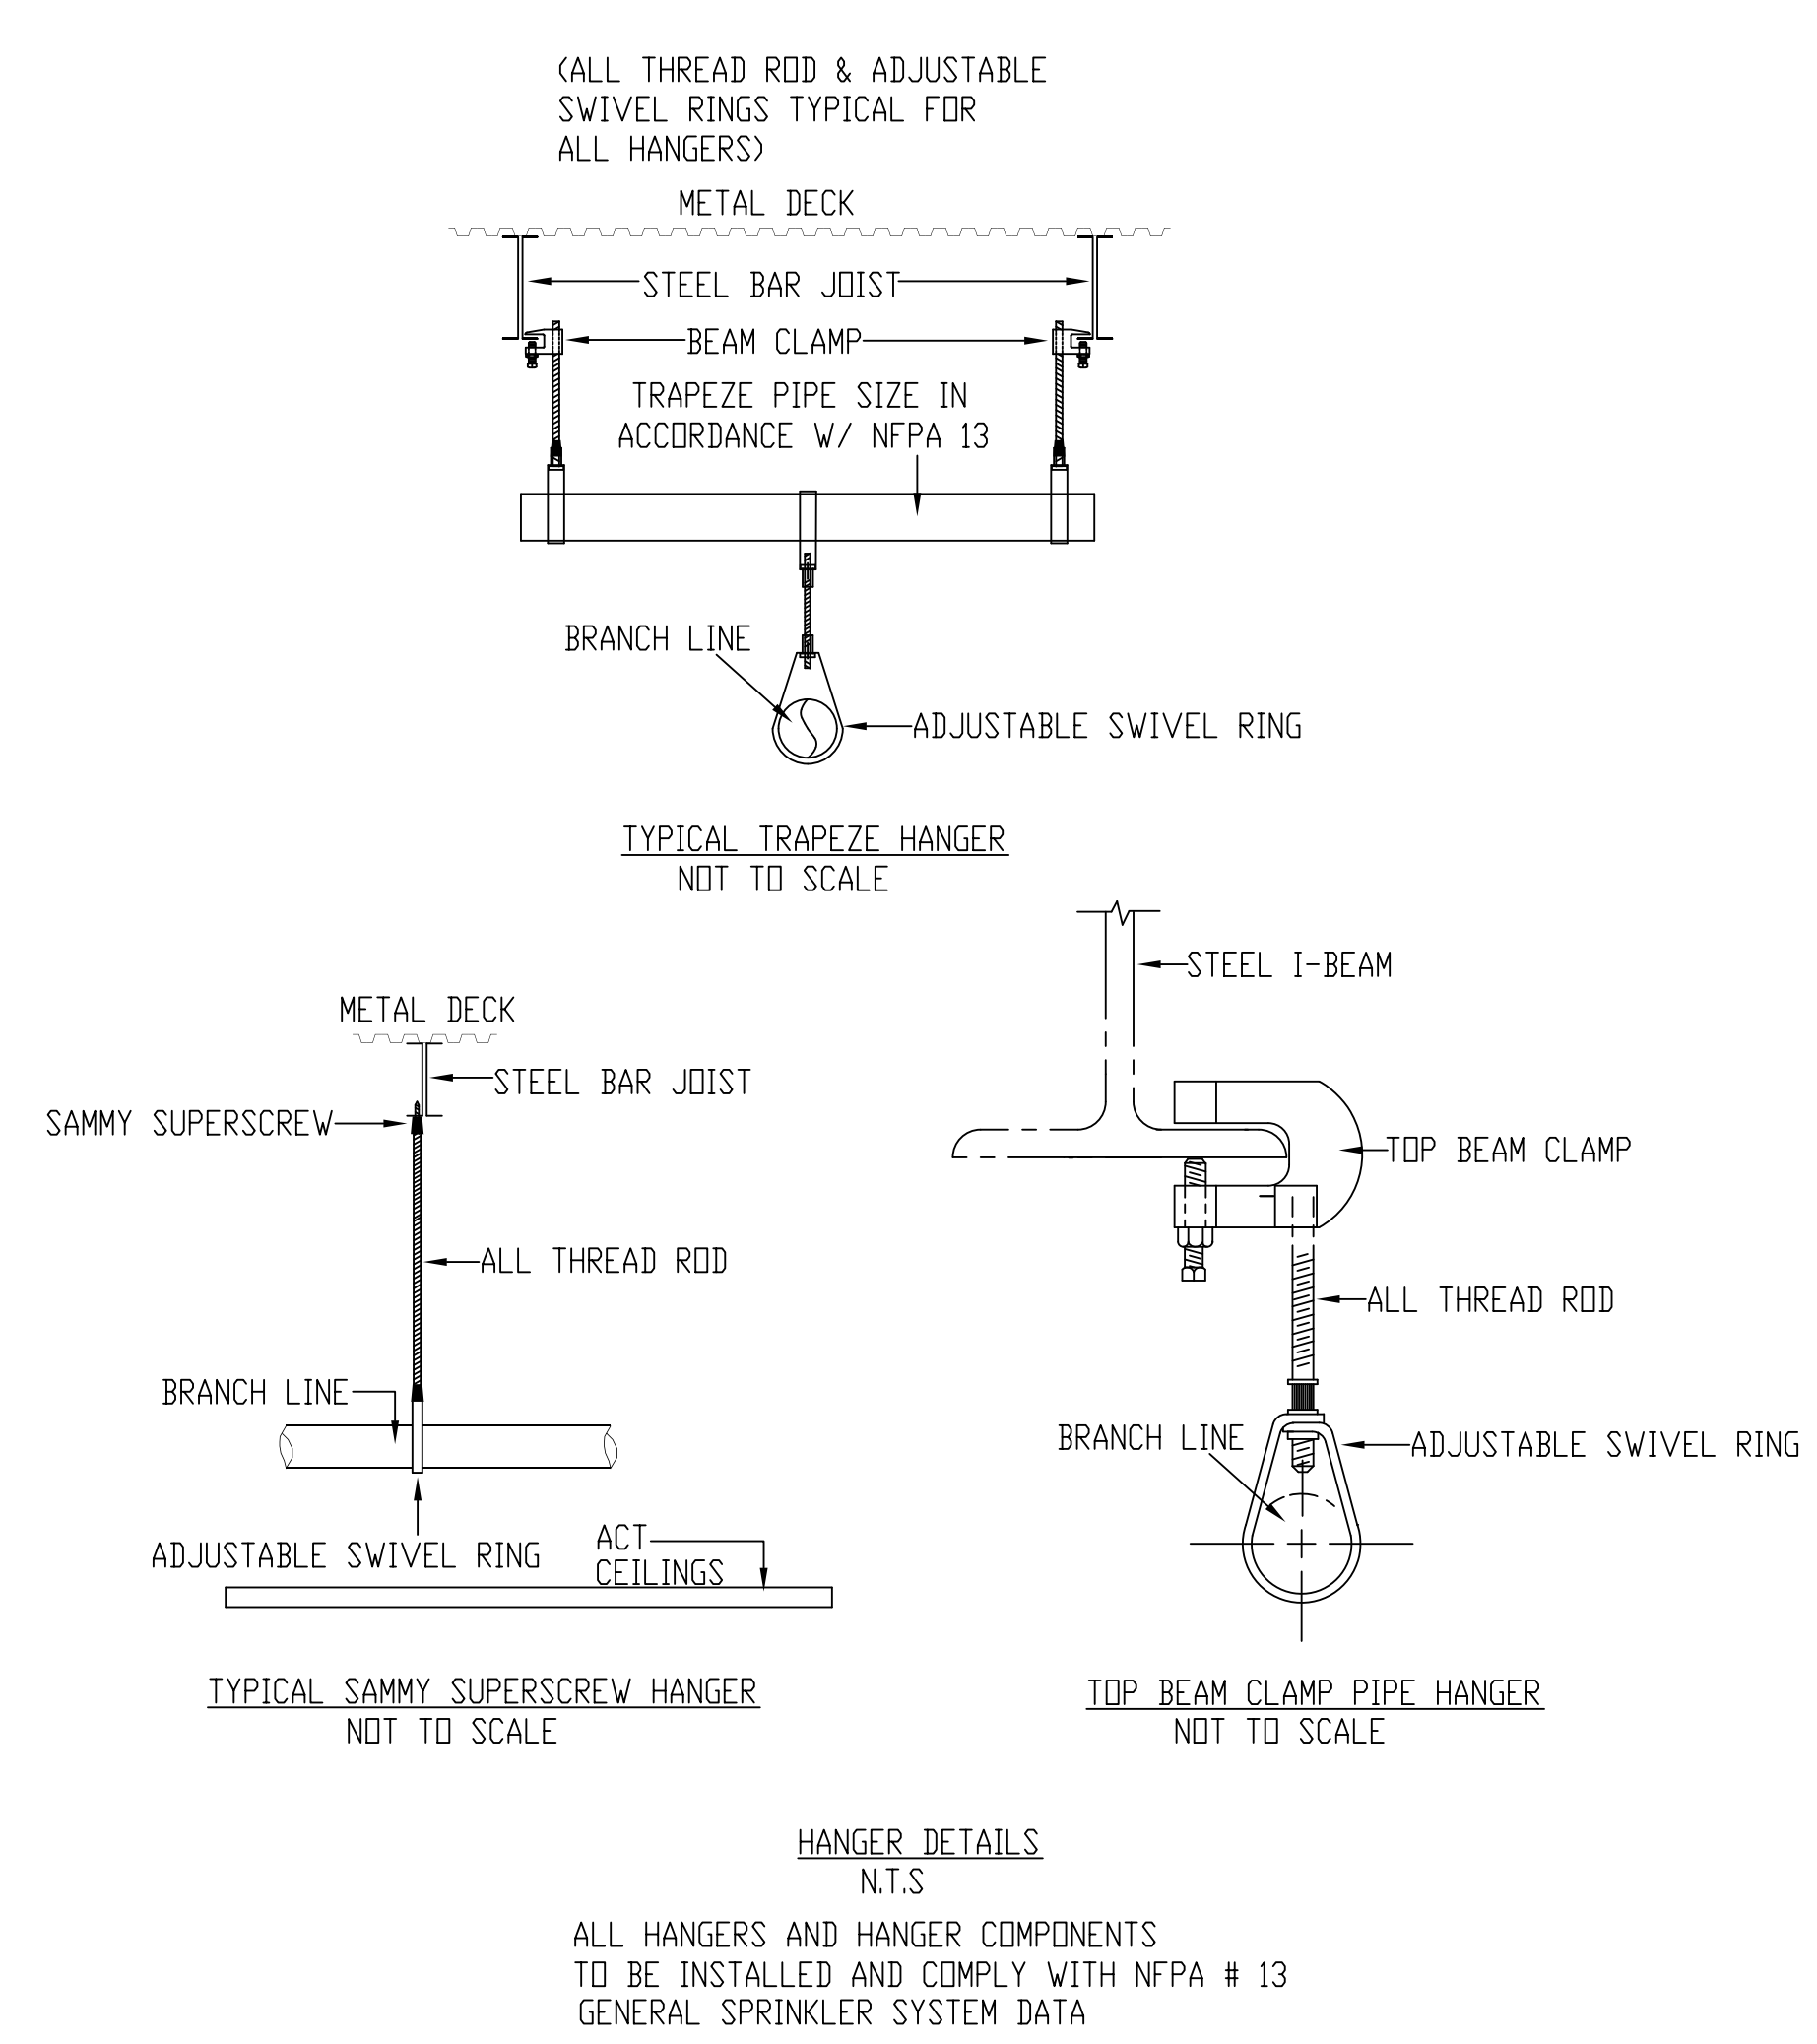 (ALL THREAD ROD & ADJUSTABLE
SWIVEL RINGS TYPICAL FOR
ALL HANGERS)
METAL DECK
STEEL BAR JOIST
BEAM CLAMP
TRAPEZE PIPE SIZE IN
ACCORDANCE W/ NFPA 13
BRANCH LINE
ADJUSTABLE SWIVEL RING
TYPICAL TRAPEZE HANGER
NOT TO SCALE
METAL DECK
STEEL BAR JOIST
SAMMY SUPERSCREW
ALL THREAD ROD
BRANCH LINE
ADJUSTABLE SWIVEL RING
ACT
CEILINGS
TYPICAL SAMMY SUPERSCREW HANGER
NOT TO SCALE
STEEL I-BEAM
TOP BEAM CLAMP
ALL THREAD ROD
BRANCH LINE
ADJUSTABLE SWIVEL RING
TOP BEAM CLAMP PIPE HANGER
NOT TO SCALE
HANGER DETAILS
N.T.S
ALL HANGERS AND HANGER COMPONENTS
TO BE INSTALLED AND COMPLY WITH NFPA # 13
GENERAL SPRINKLER SYSTEM DATA